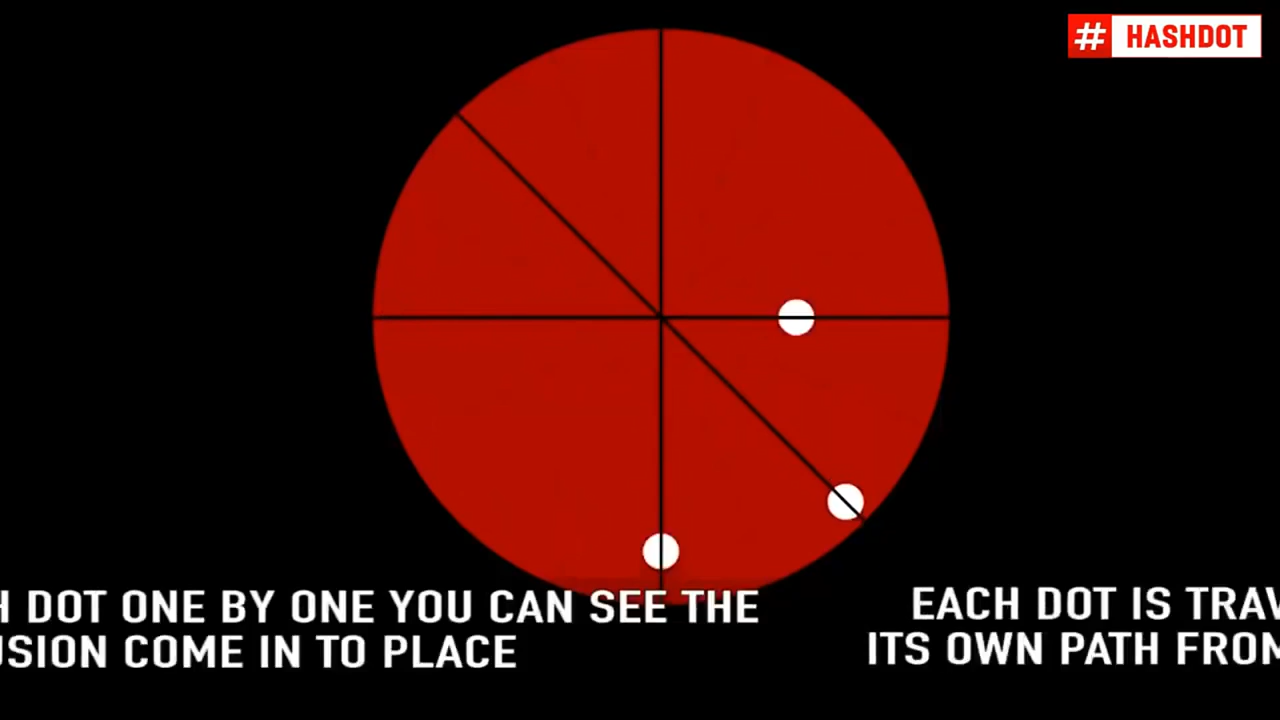 # HASHDOT
DOT ONE BY ONE YOU CAN SEE THE
COME IN TO PLACE
EACH DOT IS
ITS OWN PATH